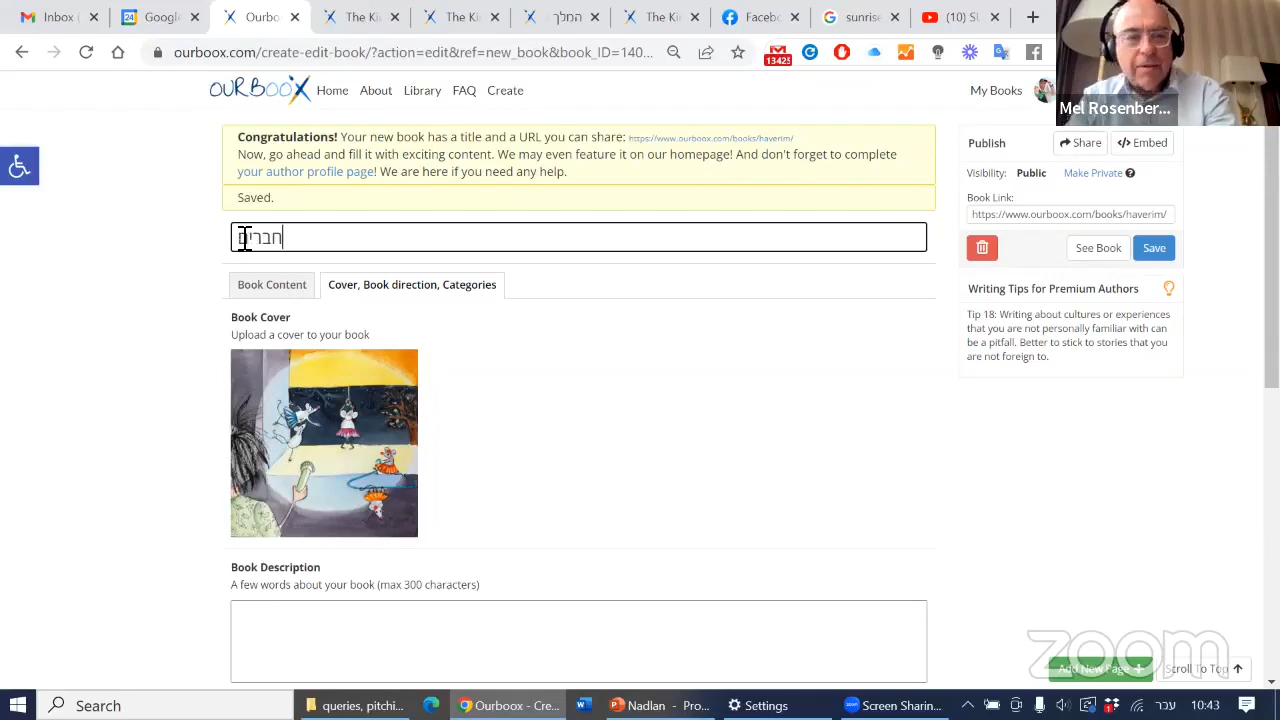 Inbox (
Google
Ourbo
The Ki
The Ki
The Ki
Facebo
sunrise
(10) S
ourboox.com/create-edit-book/?action=edit&ref=new_book&book_ID=140...
13425
OURBOOX
Home
About
Library
FAQ
Create
My Books
Mel Rosenber...
Congratulations! Your new book has a title and a URL you can share: https://www.ourboox.com/books/haverim/
Now, go ahead and fill it with exciting content. We may even feature it on our homepage! And don't forget to complete
your author profile page! We are here if you need any help.
Saved.
חברים
Book Content
Cover, Book direction, Categories
Book Cover
Upload a cover to your book
Book Description
A few words about your book (max 300 characters)
Publish
Share
Embed
Visibility: Public Make Private
Book Link:
https://www.ourboox.com/books/haverim/
See Book
Save
Writing Tips for Premium Authors
Tip 18: Writing about cultures or experiences
that you are not personally familiar with can
be a pitfall. Better to stick to stories that you
are not foreign to.
zoom
Add New Page +
Scroll To Top
Search
queries, pitchi...
Ourboox - Cre...
Nadlan - Pro...
Settings
Screen Sharing...
עבר
10:43